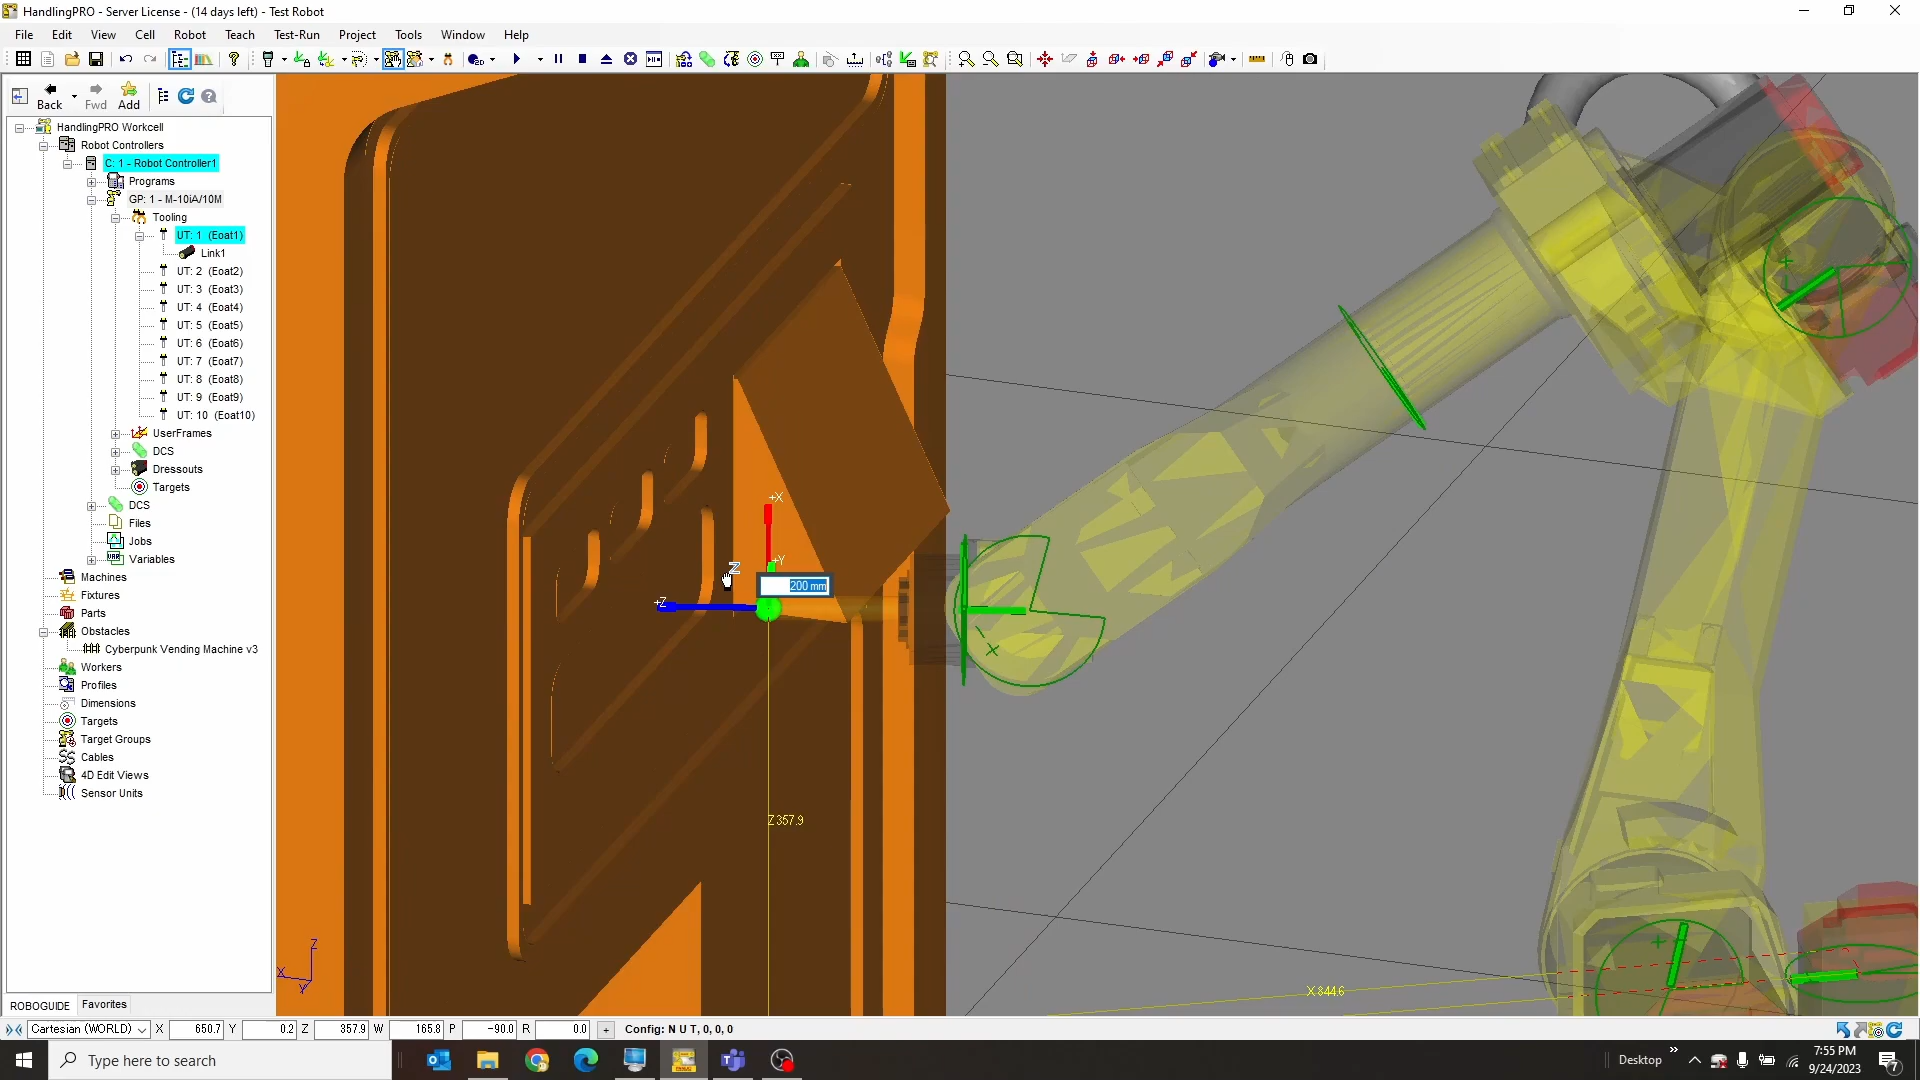 HandlingPRO - Server License - (14 days left) - Test Robot
File Edit View Cell Robot Teach Test-Run Project Tools Window Help
Back Fwd Add
HandlingPRO Workcell
Robot Controllers
C: 1 - Robot Controller1
Programs
GP: 1 - M-10iA/10M
Tooling
UT: 1 (Eoat1)
Link1
UT: 2 (Eoat2)
UT: 3 (Eoat3)
UT: 4 (Eoat4)
UT: 5 (Eoat5)
UT: 6 (Eoat6)
UT: 7 (Eoat7)
UT: 8 (Eoat8)
UT: 9 (Eoat9)
UT: 10 (Eoat10)
UserFrames
DCS
Dressouts
Targets
DCS
Files
Jobs
Variables
Machines
Fixtures
Parts
Obstacles
Cyberpunk Vending Machine v3
Workers
Profiles
Dimensions
Targets
Target Groups
Cables
4D Edit Views
Sensor Units
+X
+Y
Z
200 mm
+Z
X
Z 357.9
X 844.6
Z
X
Y
ROBOGUIDE Favorites
Cartesian (WORLD) X 650.7 Y 0.2 Z 357.9 W 165.8 P -90.0 R 0.0 + Config: N U T, 0, 0, 0
Type here to search
Desktop
7:55 PM
9/24/2023
7